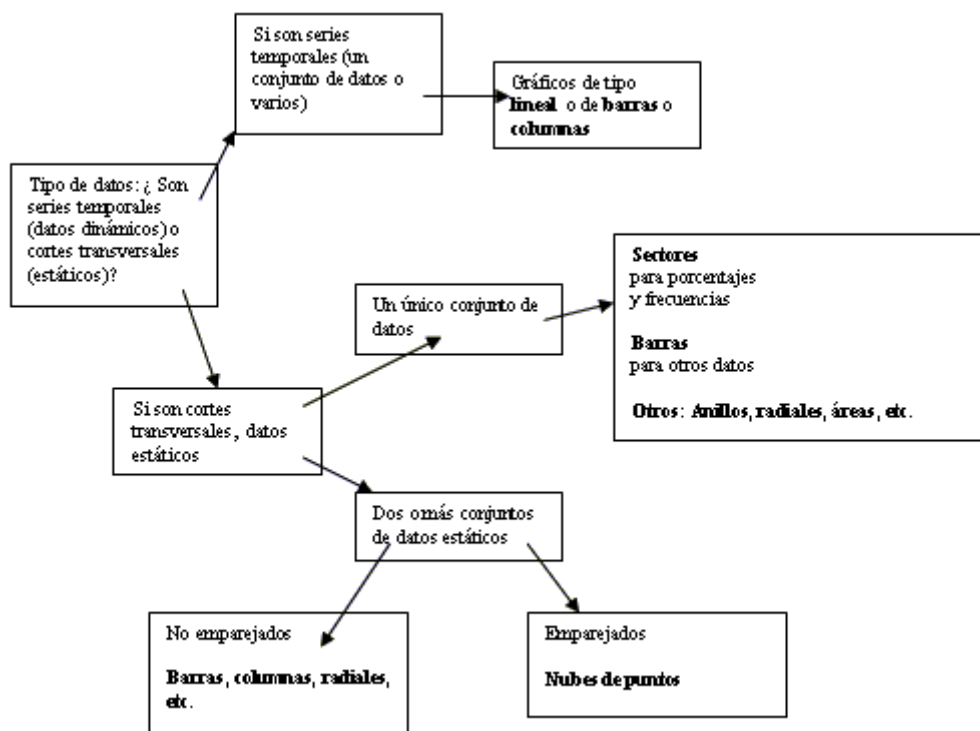 Si son series
temporales (un
conjunto de datos o
varios)
Gráficos de tipo
lineal o de barras o
columnas
Tipo de datos: ¿ Son
series temporales
(datos dinámicos) o
cortes transversales
(estáticos)?
Sectores
para porcentajes
y frecuencias
Barras
para otros datos
Otros: Anillos, radiales, áreas, etc.
Un único conjunto de
datos
Si son cortes
transversales, datos
estáticos
Dos o más conjuntos
de datos estáticos
No emparejados
Barras, columnas, radiales,
etc.
Emparejados
Nubes de puntos